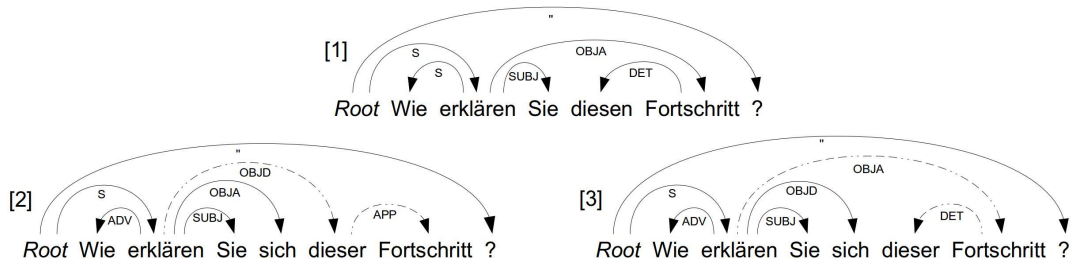 "
[1]
S
OBJA
S
SUBJ
DET
Root Wie erklären Sie diesen Fortschritt ?
"
OBJD
[2]
S
OBJA
ADV
SUBJ
APP
Root Wie erklären Sie sich dieser Fortschritt ?
"
OBJA
[3]
S
OBJD
ADV
SUBJ
DET
Root Wie erklären Sie sich dieser Fortschritt ?